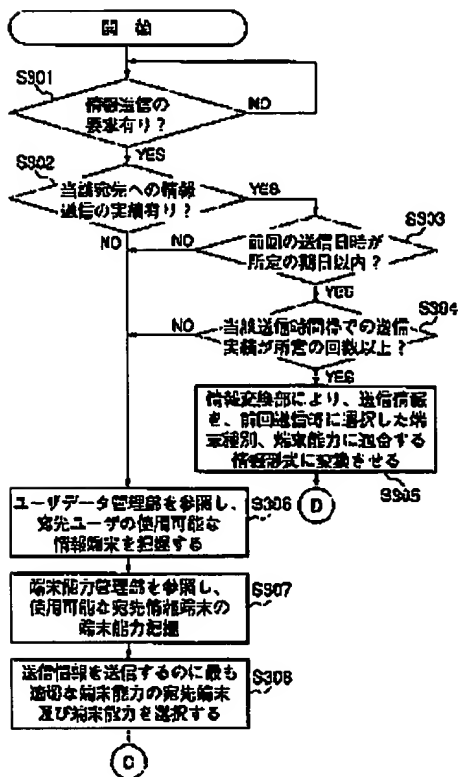 開 始
S301
情報送信の
要求有り？
NO
YES
S302
当該宛先への情報
送信の実績有り？
YES
NO
S303
前回の送信日時が
所定の期日以内？
NO
YES
S304
当該送信時間帯での送信
実績が所定の回数以上？
NO
YES
情報変換部により、送信情報
を、前回送信時に選択した端
末種別、端末能力に適合する
情報形式に変換させる
S305
D
ユーザデータ管理部を参照し、
宛先ユーザの使用可能な
情報端末を把握する
S306
端末能力管理部を参照し、
使用可能な宛先情報端末の
端末能力把握
S307
送信情報を送信するのに最も
適切な端末能力の宛先端末
及び端末能力を選択する
S308
C